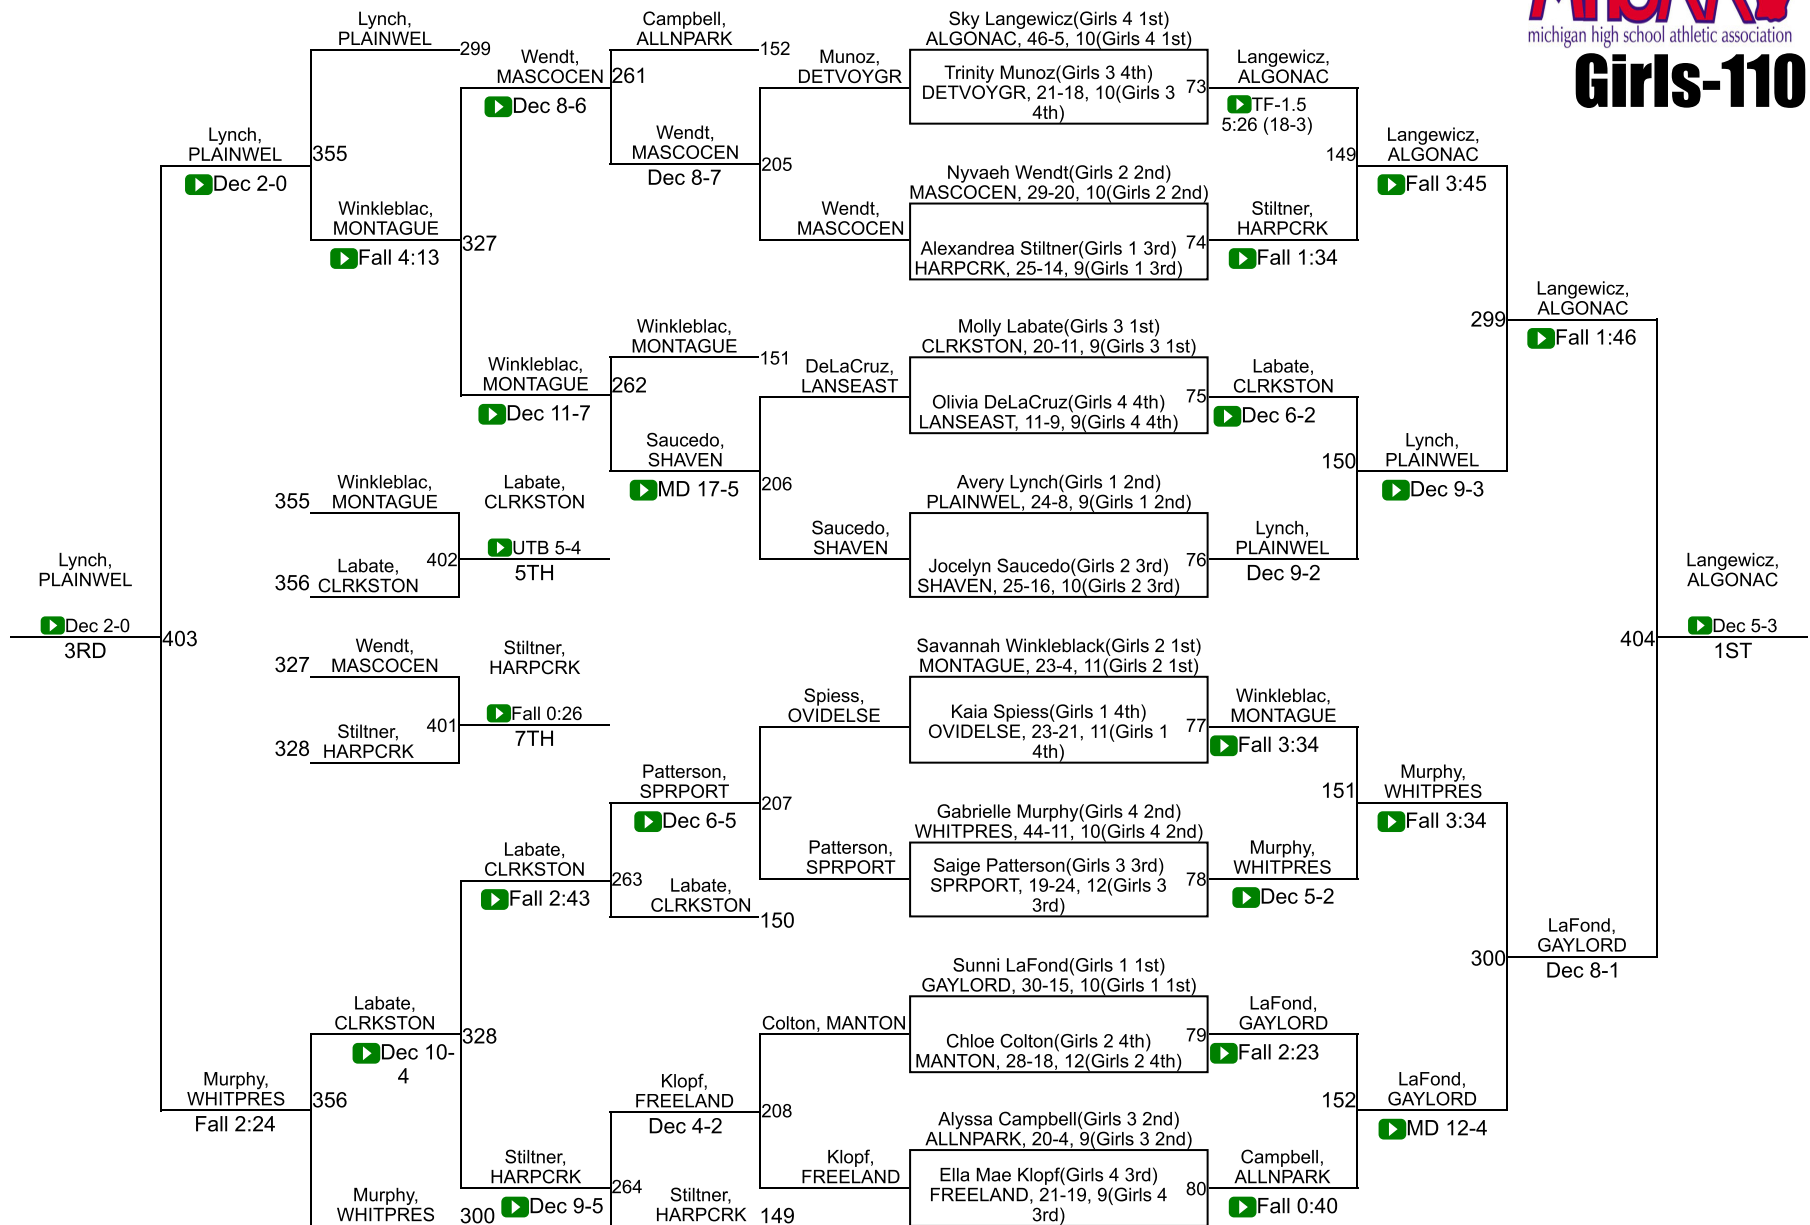 michigan high school athletic association
Girls-110
Lynch,
PLAINWEL
299
Wendt,
MASCOCEN
Dec 8-6
261
Campbell,
ALLNPARK
152
Munoz,
DETVOYGR
Sky Langewicz(Girls 4 1st)
ALGONAC, 46-5, 10(Girls 4 1st)
Trinity Munoz(Girls 3 4th)
DETVOYGR, 21-18, 10(Girls 3
4th)
73
Langewicz,
ALGONAC
TF-1.5
5:26 (18-3)
Lynch,
PLAINWEL
Dec 2-0
355
Wendt,
MASCOCEN
Dec 8-7
205
149
Langewicz,
ALGONAC
Fall 3:45
Winkleblac,
MONTAGUE
Fall 4:13
327
Wendt,
MASCOCEN
Nyvaeh Wendt(Girls 2 2nd)
MASCOCEN, 29-20, 10(Girls 2 2nd)
Alexandrea Stiltner(Girls 1 3rd)
HARPCRK, 25-14, 9(Girls 1 3rd)
74
Stiltner,
HARPCRK
Fall 1:34
299
Langewicz,
ALGONAC
Fall 1:46
Winkleblac,
MONTAGUE
Dec 11-7
262
Winkleblac,
MONTAGUE
151
DeLaCruz,
LANSEAST
Molly Labate(Girls 3 1st)
CLRKSTON, 20-11, 9(Girls 3 1st)
Olivia DeLaCruz(Girls 4 4th)
LANSEAST, 11-9, 9(Girls 4 4th)
75
Labate,
CLRKSTON
Dec 6-2
Saucedo,
SHAVEN
MD 17-5
206
150
Lynch,
PLAINWEL
Dec 9-3
355
Winkleblac,
MONTAGUE
Labate,
CLRKSTON
Saucedo,
SHAVEN
Avery Lynch(Girls 1 2nd)
PLAINWEL, 24-8, 9(Girls 1 2nd)
Jocelyn Saucedo(Girls 2 3rd)
SHAVEN, 25-16, 10(Girls 2 3rd)
76
Lynch,
PLAINWEL
Dec 9-2
356
Labate,
CLRKSTON
402
UTB 5-4
5TH
Lynch,
PLAINWEL
Dec 2-0
3RD
403
Langewicz,
ALGONAC
404
Dec 5-3
1ST
327
Wendt,
MASCOCEN
Stiltner,
HARPCRK
328
Stiltner,
HARPCRK
401
Fall 0:26
7TH
Spiess,
OVIDELSE
Savannah Winkleblack(Girls 2 1st)
MONTAGUE, 23-4, 11(Girls 2 1st)
Kaia Spiess(Girls 1 4th)
OVIDELSE, 23-21, 11(Girls 1
4th)
77
Winkleblac,
MONTAGUE
Fall 3:34
Patterson,
SPRPORT
Dec 6-5
207
151
Murphy,
WHITPRES
Fall 3:34
Labate,
CLRKSTON
Fall 2:43
263
Labate,
CLRKSTON
150
Patterson,
SPRPORT
Gabrielle Murphy(Girls 4 2nd)
WHITPRES, 44-11, 10(Girls 4 2nd)
Saige Patterson(Girls 3 3rd)
SPRPORT, 19-24, 12(Girls 3
3rd)
78
Murphy,
WHITPRES
Dec 5-2
300
LaFond,
GAYLORD
Dec 8-1
Labate,
CLRKSTON
Dec 10-
4
328
Colton, MANTON
Sunni LaFond(Girls 1 1st)
GAYLORD, 30-15, 10(Girls 1 1st)
Chloe Colton(Girls 2 4th)
MANTON, 28-18, 12(Girls 2 4th)
79
LaFond,
GAYLORD
Fall 2:23
Murphy,
WHITPRES
Fall 2:24
356
Klopf,
FREELAND
Dec 4-2
208
152
LaFond,
GAYLORD
MD 12-4
Murphy,
WHITPRES
300
Stiltner,
HARPCRK
Dec 9-5
264
Stiltner,
HARPCRK
149
Klopf,
FREELAND
Alyssa Campbell(Girls 3 2nd)
ALLNPARK, 20-4, 9(Girls 3 2nd)
Ella Mae Klopf(Girls 4 3rd)
FREELAND, 21-19, 9(Girls 4
3rd)
80
Campbell,
ALLNPARK
Fall 0:40